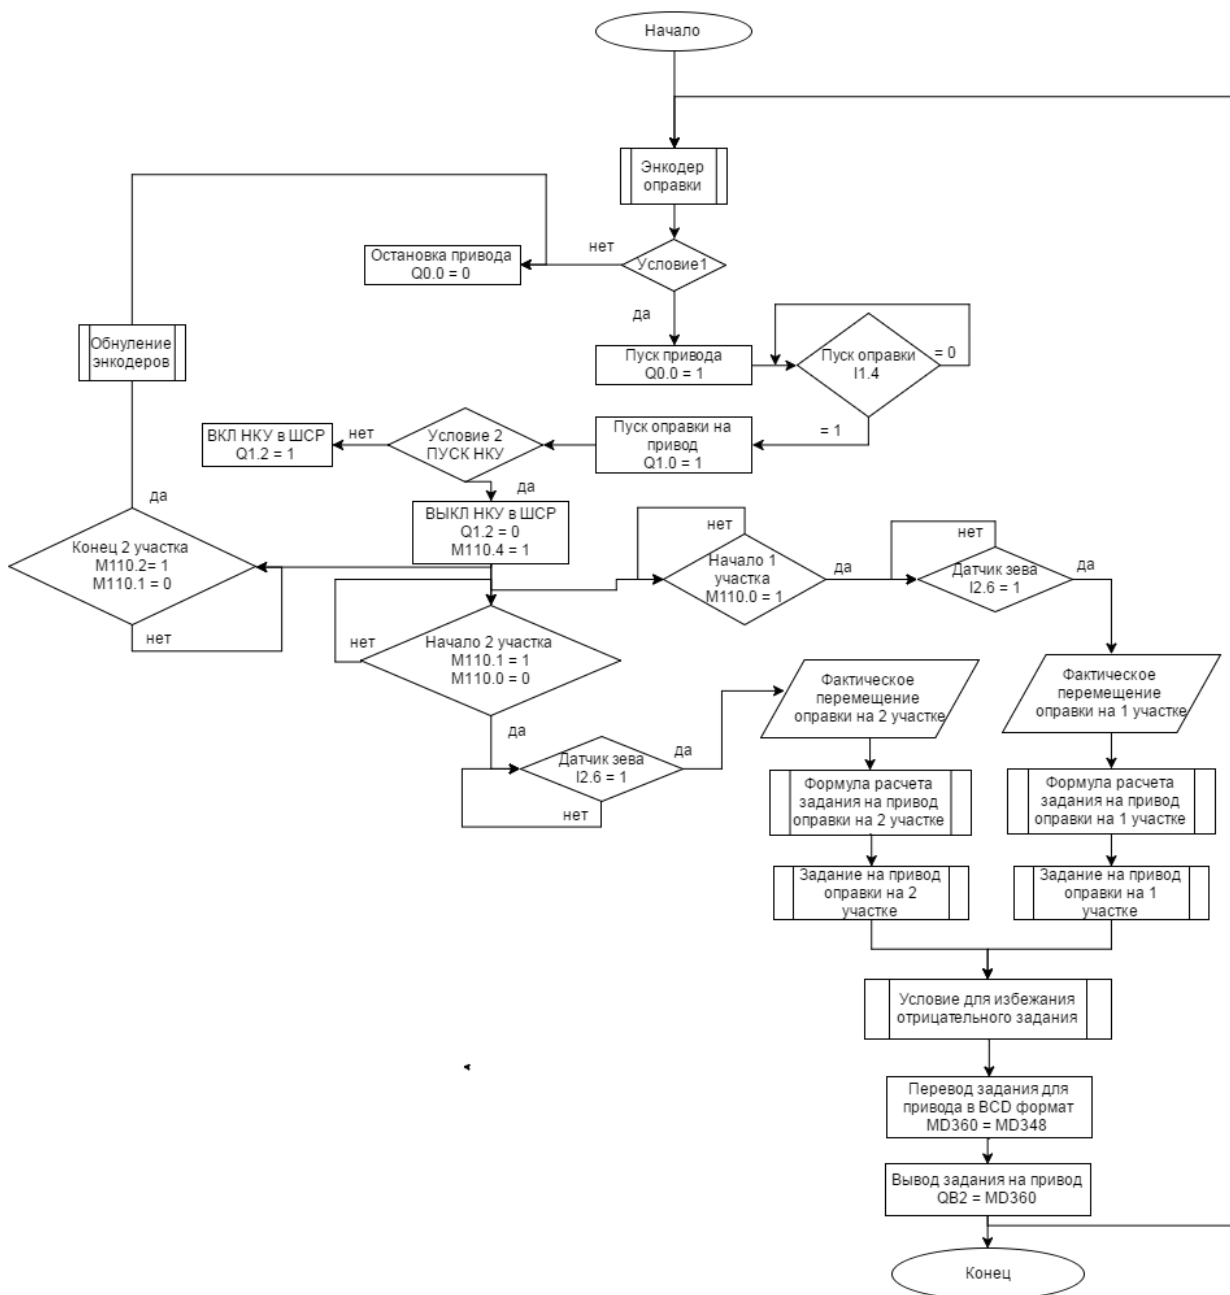 Начало
Энкодер
оправки
нет
Остановка привода
Q0.0 = 0
Условие1
да
Обнуление
энкодеров
Пуск привода
Q0.0 = 1
Пуск оправки
I1.4
= 0
= 1
ВКЛ НКУ в ШСР
Q1.2 = 1
нет
Условие 2
ПУСК НКУ
Пуск оправки на
привод
Q1.0 = 1
да
да
ВЫКЛ НКУ в ШСР
Q1.2 = 0
M110.4 = 1
Конец 2 участка
M110.2= 1
M110.1 = 0
нет
нет
Начало 1
участка
M110.0 = 1
да
нет
Датчик зева
I2.6 = 1
да
нет
Начало 2 участка
M110.1 = 1
M110.0 = 0
да
Датчик зева
I2.6 = 1
да
нет
Фактическое
перемещение
оправки на 2 участке
Фактическое
перемещение
оправки на 1 участке
Формула расчета
задания на привод
оправки на 2 участке
Формула расчета
задания на привод
оправки на 1 участке
Задание на привод
оправки на 2
участке
Задание на привод
оправки на 1
участке
Условие для избежания
отрицательного задания
Перевод задания для
привода в BCD формат
MD360 = MD348
Вывод задания на привод
QB2 = MD360
Конец